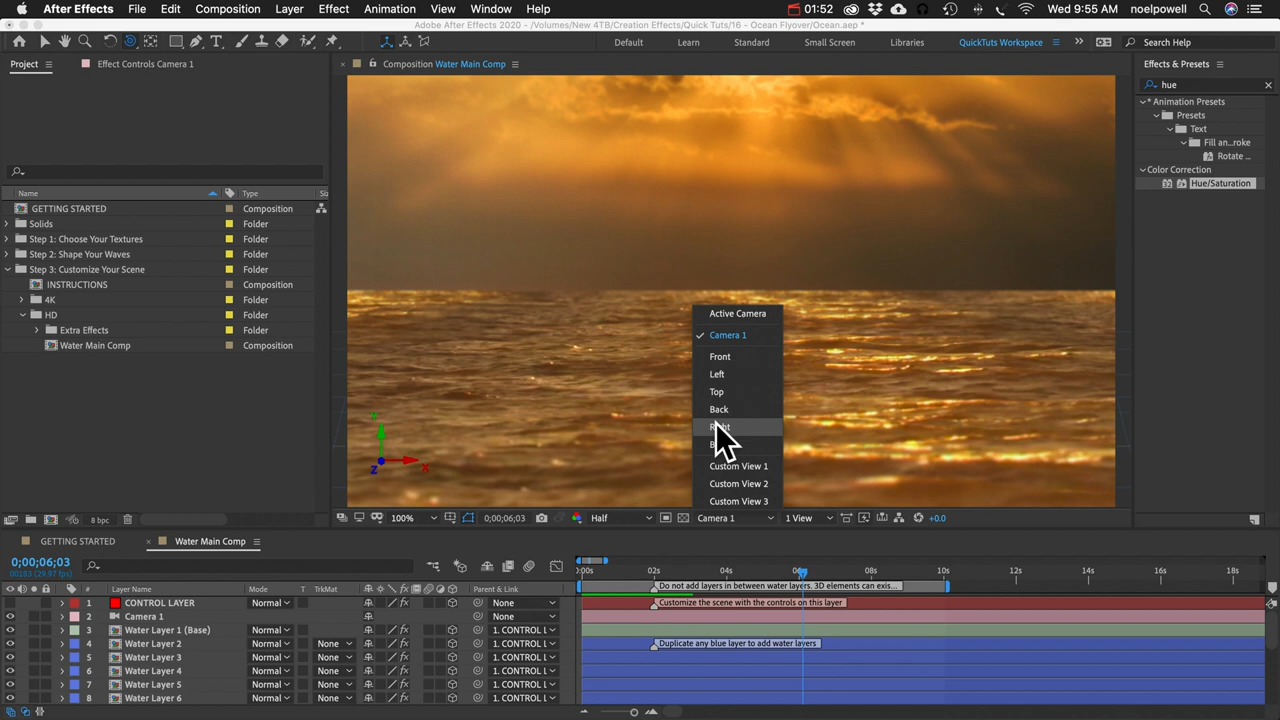 After Effects File Edit Composition Layer Effect Animation View Window Help 01:52 Wed 9:55 AM noelpowell
Adobe After Effects 2020 - /Volumes/New 4TB/Creation Effects/Quick Tuts/16 - Ocean Flyover/Ocean.aep *
Default Learn Standard Small Screen Libraries QuickTuts Workspace Search Help
Project Effect Controls Camera 1 Composition Water Main Comp Effects & Presets
hue
* Animation Presets
Presets
Text
Fill an...roke
Rotate ...
Color Correction
Hue/Saturation
Name Type Siz
GETTING STARTED Composition
Solids Folder
Step 1: Choose Your Textures Folder
Step 2: Shape Your Waves Folder
Step 3: Customize Your Scene Folder
INSTRUCTIONS Composition
4K Folder
HD Folder
Extra Effects Folder
Water Main Comp Composition
Active Camera
Camera 1
Front
Left
Top
Back
Custom View 1
Custom View 2
Custom View 3
Y
X
Z
8 bpc 100% 0;00;06;03 Half Camera 1 1 View +0.0
GETTING STARTED Water Main Comp
0;00;06;03
00183 (29.97 fps)
# Layer Name Mode T TrkMat Parent & Link
0:00s 02s 04s 06s 08s 10s 12s 14s 16s 18s
Do not add layers in between water layers. 3D elements can exis...
1 CONTROL LAYER Normal None Customize the scene with the controls on this layer
2 Camera 1 None
3 Water Layer 1 (Base) Normal 1. CONTROL L
4 Water Layer 2 Normal None 1. CONTROL L Duplicate any blue layer to add water layers
5 Water Layer 3 Normal None 1. CONTROL L
6 Water Layer 4 Normal None 1. CONTROL L
7 Water Layer 5 Normal None 1. CONTROL L
8 Water Layer 6 Normal None 1. CONTROL L